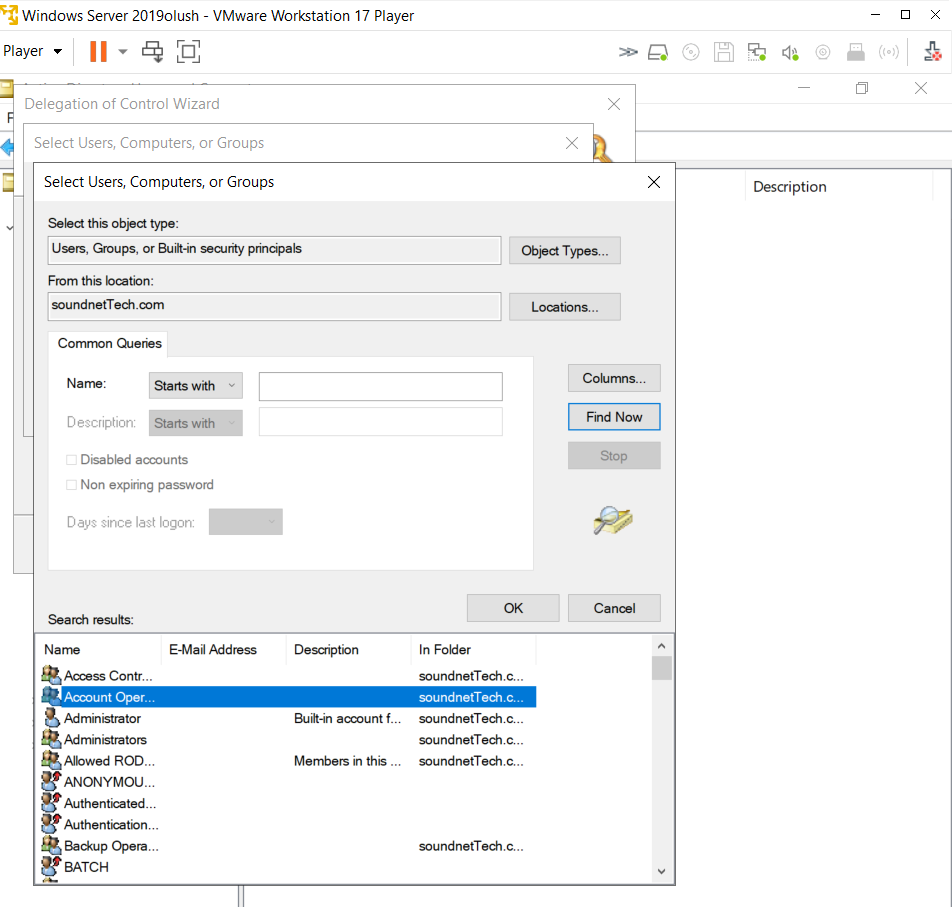 Windows Server 2019olush - VMware Workstation 17 Player
Player
Delegation of Control Wizard
Select Users, Computers, or Groups
Select Users, Computers, or Groups
Description
Select this object type:
Users, Groups, or Built-in security principals
Object Types...
From this location:
soundnetTech.com
Locations...
Common Queries
Name:
Starts with
Columns...
Description:
Starts with
Find Now
Disabled accounts
Stop
Non expiring password
Days since last logon:
OK
Cancel
Search results:
Name E-Mail Address Description In Folder
Access Contr... soundnetTech.c...
Account Oper... soundnetTech.c...
Administrator Built-in account f... soundnetTech.c...
Administrators soundnetTech.c...
Allowed ROD... Members in this ... soundnetTech.c...
ANONYMOU...
Authenticated...
Authentication...
Backup Opera... soundnetTech.c...
BATCH